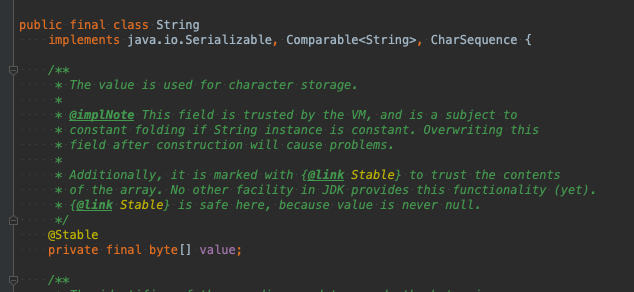 public final class String
implements java.io.Serializable, Comparable<String>, CharSequence {
/**
* The value is used for character storage.
*
* @implNote This field is trusted by the VM, and is a subject to
* constant folding if String instance is constant. Overwriting this
* field after construction will cause problems.
*
* Additionally, it is marked with {@link Stable} to trust the contents
* of the array. No other facility in JDK provides this functionality (yet).
* {@link Stable} is safe here, because value is never null.
*/
@Stable
private final byte[] value;
/**